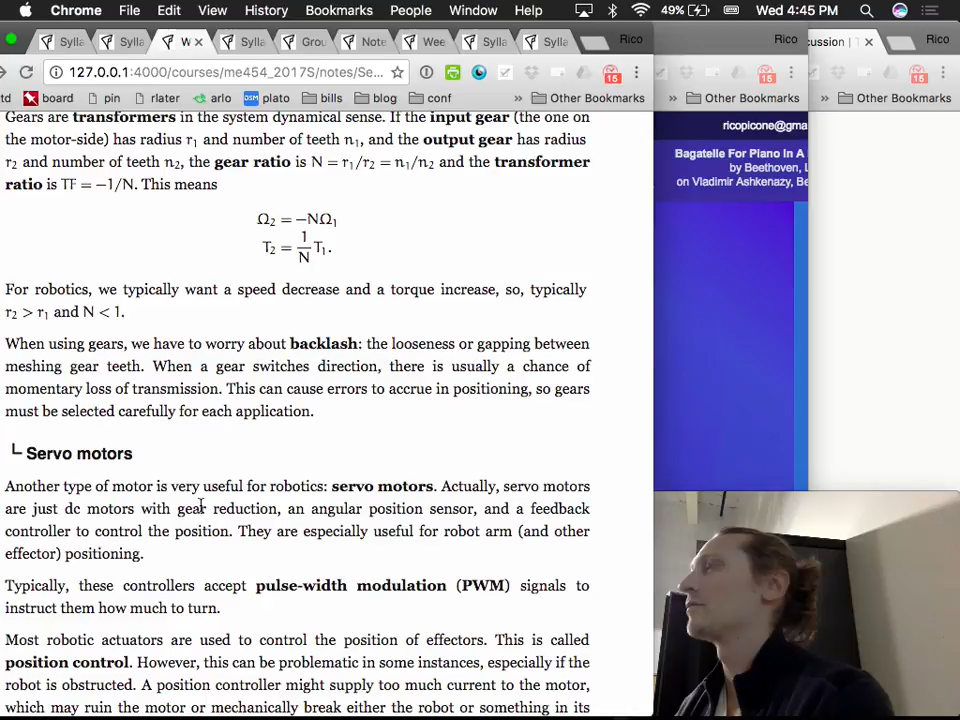 Chrome File Edit View History Bookmarks People Window Help 49% Wed 4:45 PM
Sylla Sylla W Sylla Grou Note Wee Sylla Sylla Rico Rico cussion | T Rico
127.0.0.1:4000/courses/me454_2017S/notes/Se... 15 15 15
td board pin rlater arlo DSM plato bills blog conf » Other Bookmarks » Other Bookmarks » Other Bookmarks
Gears are transformers in the system dynamical sense. If the input gear (the one on
the motor-side) has radius r₁ and number of teeth n₁, and the output gear has radius
r₂ and number of teeth n₂, the gear ratio is N = r₁/r₂ = n₁/n₂ and the transformer
ratio is TF = −1/N. This means
Ω₂ = −NΩ₁
T₂ = 1/N T₁.
For robotics, we typically want a speed decrease and a torque increase, so, typically
r₂ > r₁ and N < 1.
When using gears, we have to worry about backlash: the looseness or gapping between
meshing gear teeth. When a gear switches direction, there is usually a chance of
momentary loss of transmission. This can cause errors to accrue in positioning, so gears
must be selected carefully for each application.
Servo motors
Another type of motor is very useful for robotics: servo motors. Actually, servo motors
are just dc motors with gear reduction, an angular position sensor, and a feedback
controller to control the position. They are especially useful for robot arm (and other
effector) positioning.
Typically, these controllers accept pulse-width modulation (PWM) signals to
instruct them how much to turn.
Most robotic actuators are used to control the position of effectors. This is called
position control. However, this can be problematic in some instances, especially if the
robot is obstructed. A position controller might supply too much current to the motor,
which may ruin the motor or mechanically break either the robot or something in its
ricopicone@gma
Bagatelle For Piano in A
by Beethoven, L
on Vladimir Ashkenazy, Be